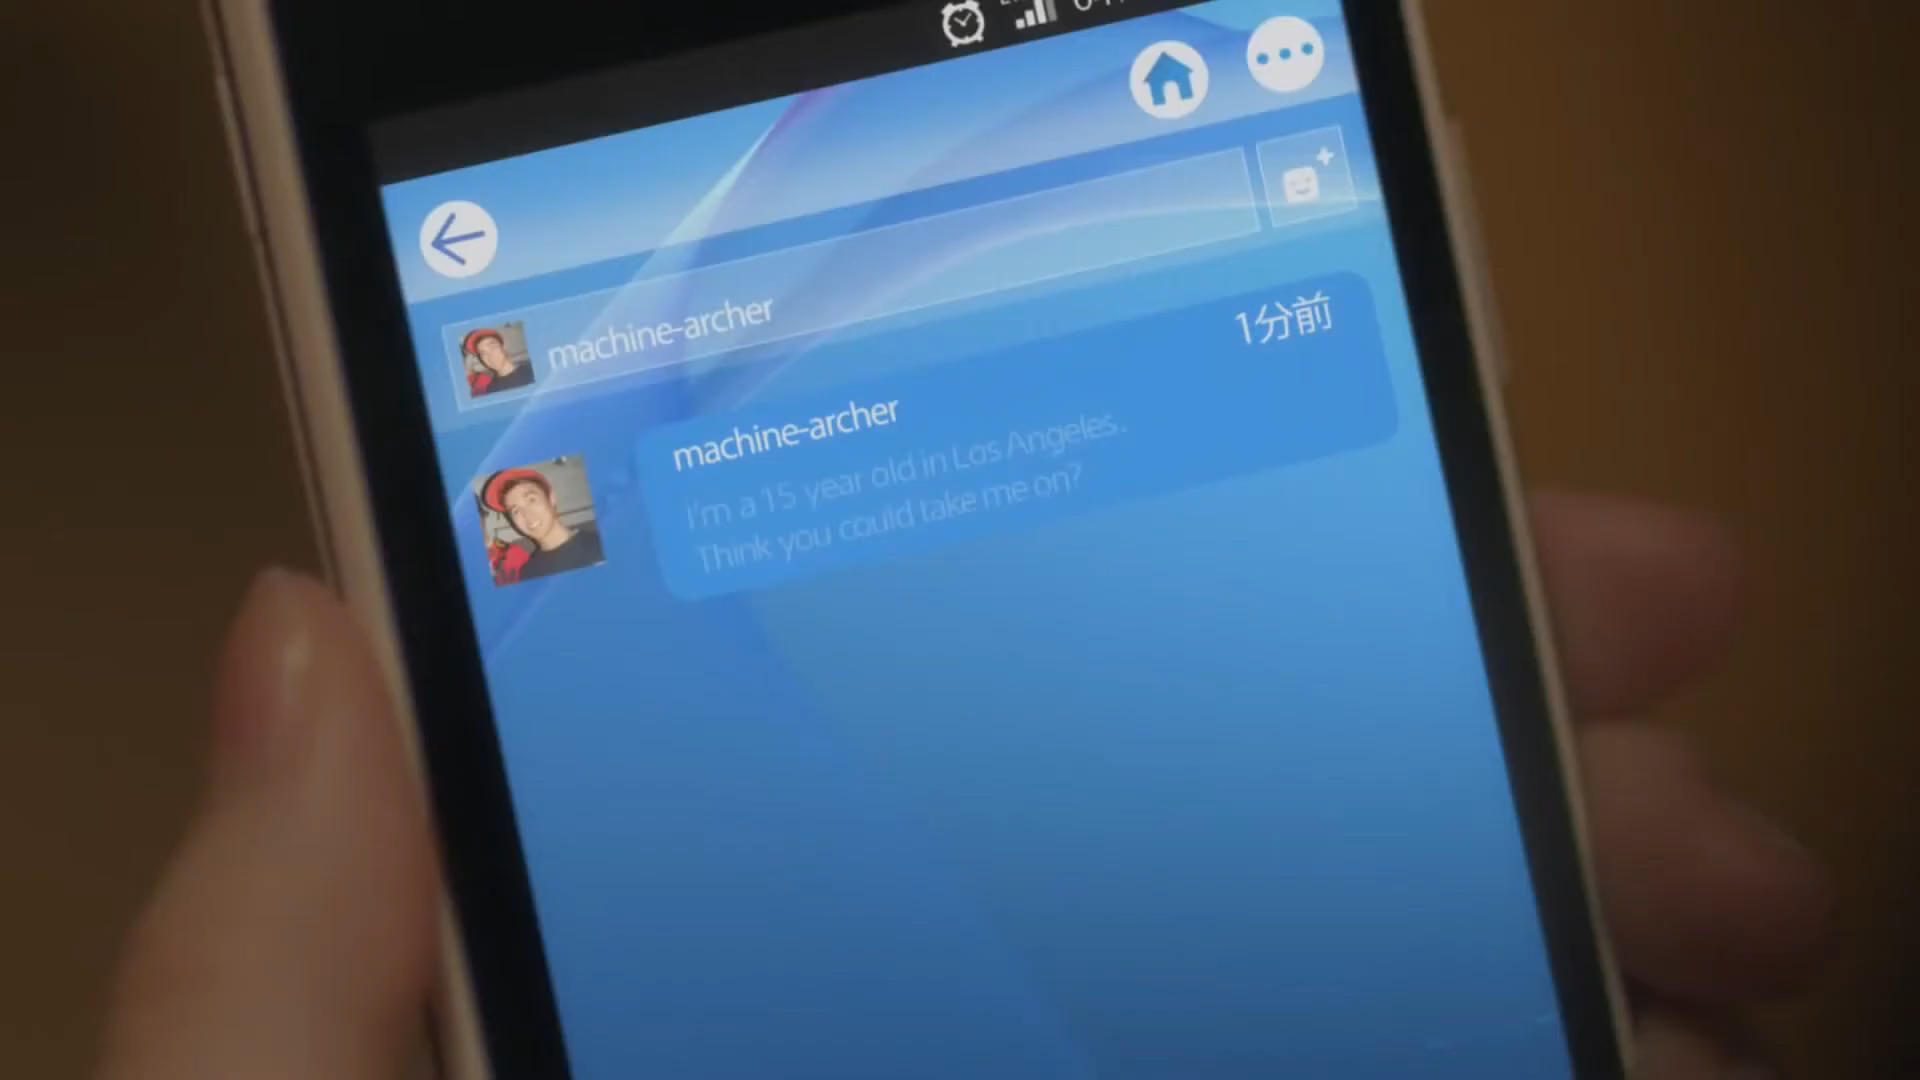 machine-archer
1分前
machine-archer
I'm a 15 year old in Los Angeles.
Think you could take me on?